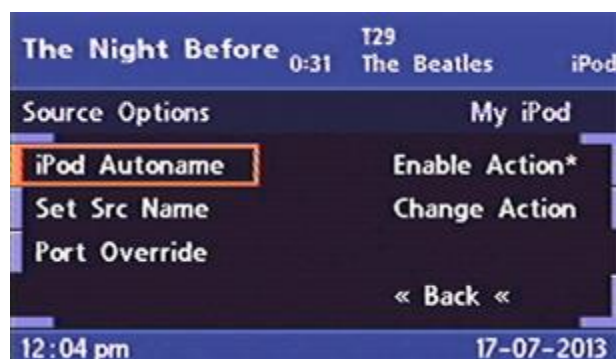 The Night Before 0:31 T29
The Beatles iPod
Source Options My iPod
iPod Autoname Enable Action*
Set Src Name Change Action
Port Override
« Back «
12:04 pm 17-07-2013